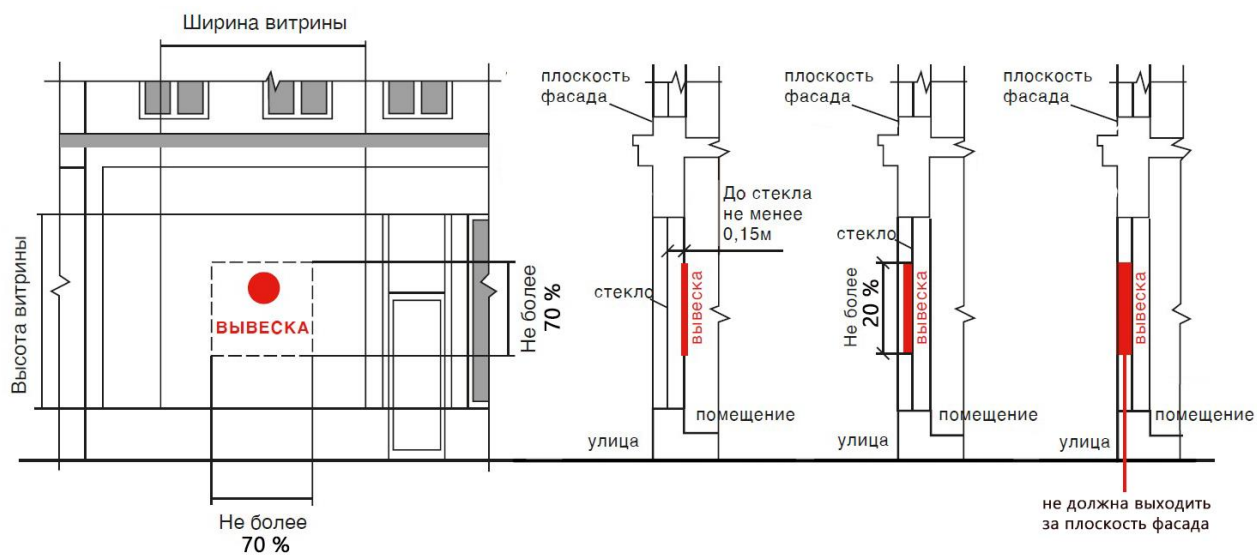 Ширина витрины
Высота витрины
ВЫВЕСКА
Не более
70 %
Не более
70 %
плоскость
фасада
До стекла
не менее
0,15м
стекло
вывеска
помещение
улица
плоскость
фасада
стекло
Не более
20 %
вывеска
помещение
улица
плоскость
фасада
вывеска
помещение
улица
не должна выходить
за плоскость фасада